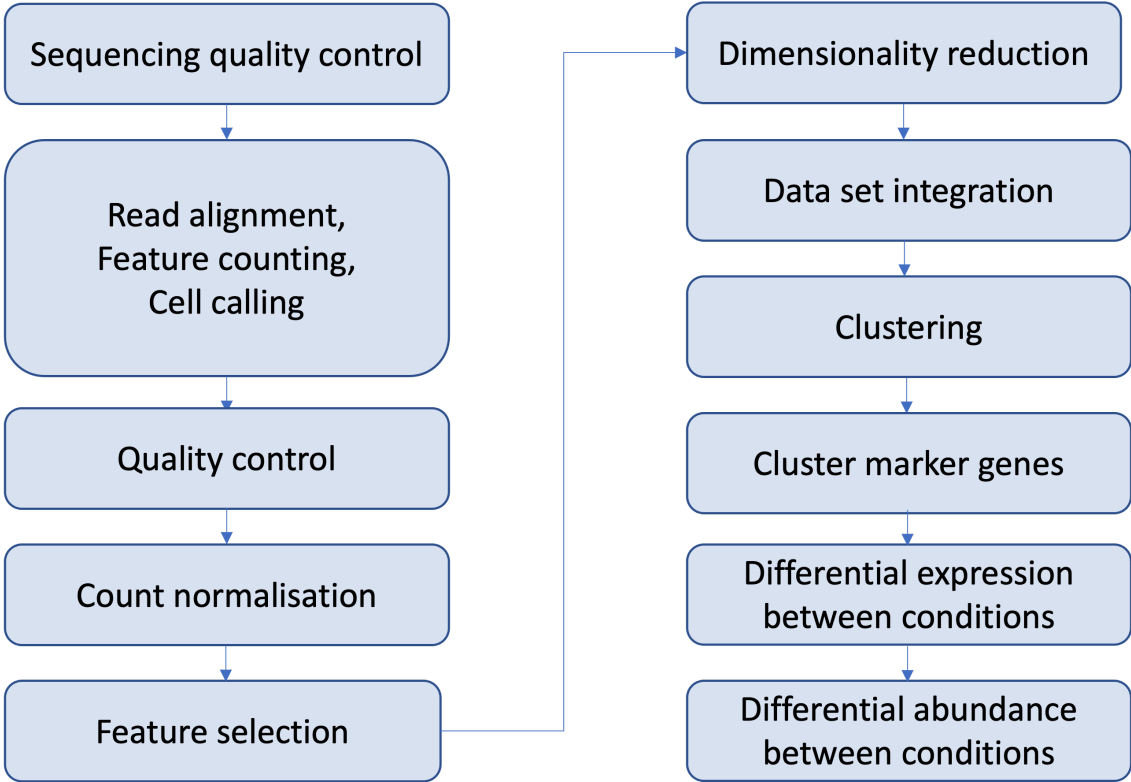 Sequencing quality control
Read alignment,
Feature counting,
Cell calling
Quality control
Count normalisation
Feature selection
Dimensionality reduction
Data set integration
Clustering
Cluster marker genes
Differential expression
between conditions
Differential abundance
between conditions